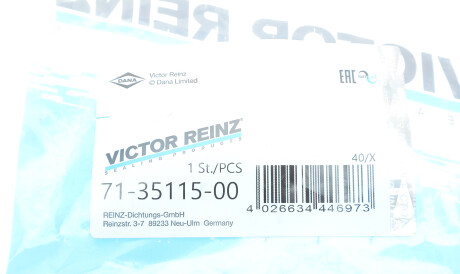 VICTOR REINZ
DANA
Victor Reinz
© Dana Limited
EAC
VICTOR REINZ®
SEALING PRODUCTS
1 St./PCS
40/X
71-35115-00
4 026634 446973
REINZ-Dichtungs-GmbH
Reinzstr. 3-7 89233 Neu-Ulm Germany